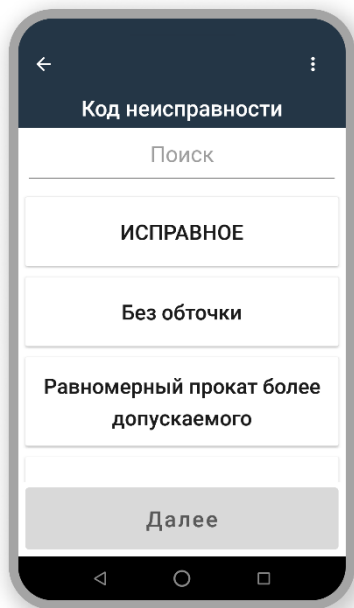 Код неисправности
Поиск
ИСПРАВНОЕ
Без обточки
Равномерный прокат более
допускаемого
Далее